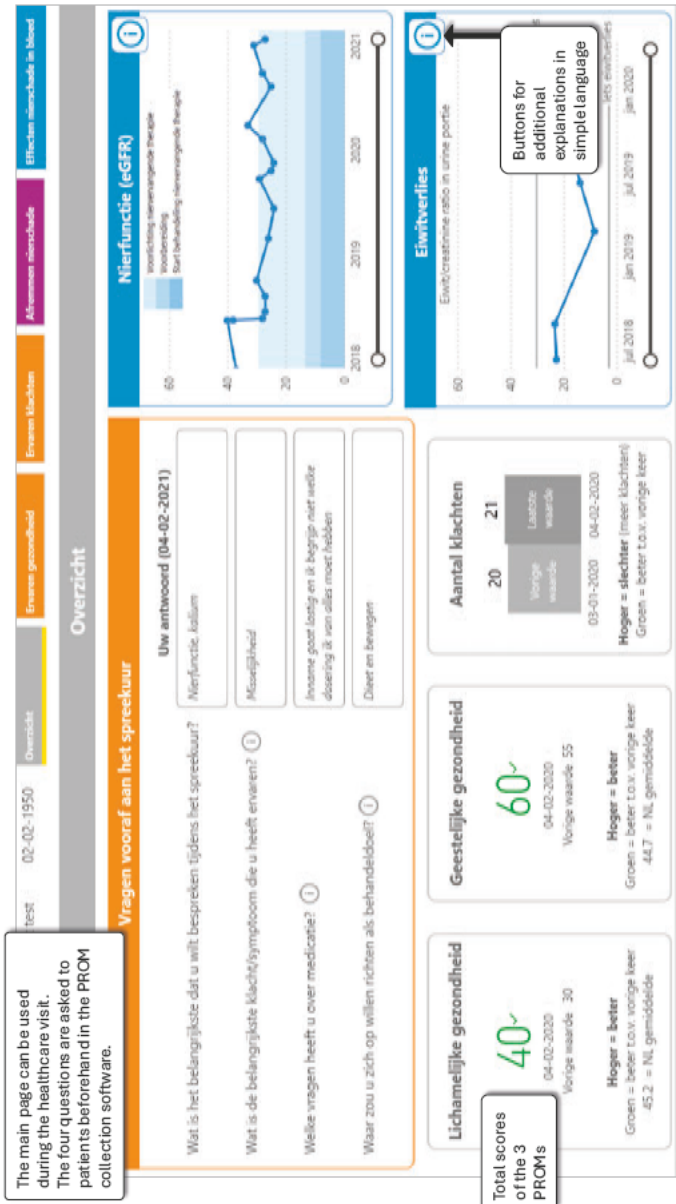 The main page can be used
during the healthcare visit.
The four questions are asked to
patients beforehand in the PROM
collection software.
test 02-02-1950
Overzicht
Ervaren gezondheid
Ervaren klachten
Afremmen nierschade
Effecten nierschade in bloed
Overzicht
Vragen vooraf aan het spreekuur
Uw antwoord (04-02-2021)
Wat is het belangrijkste dat u wilt bespreken tijdens het spreekuur?
Nierfunctie, kalium
Wat is de belangrijkste klacht/symptoom die u heeft ervaren? i
Misselijkheid
Welke vragen heeft u over medicatie? i
Inname gaat lastig en ik begrijp niet welke
dosering ik van alles moet hebben
Waar zou u zich op willen richten als behandeldoel? i
Dieet en bewegen
Nierfunctie (eGFR)
i
Voorlichting niervervangende therapie
Voorbereiding
Start behandeling niervervangende therapie
60
40
20
0
2018 2019 2020 2021
Lichamelijke gezondheid
40
04-02-2020
Vorige waarde 30
Hoger = beter
Groen = beter t.o.v. vorige keer
45.2 = NL gemiddelde
Total scores
of the 3
PROMs
Geestelijke gezondheid
60
04-02-2020
Vorige waarde 55
Hoger = beter
Groen = beter t.o.v. vorige keer
44.7 = NL gemiddelde
Aantal klachten
20 21
Vorige
waarde
Laatste
waarde
03-01-2020 04-02-2020
Hoger = slechter (meer klachten)
Groen = beter t.o.v. vorige keer
Eiwitverlies
i
Eiwit/creatinine ratio in urine portie
60
40
20
0
Iets eiwitverlies
jul 2018 jan 2019 jul 2019 jan 2020
Buttons for
additional
explanations in
simple language